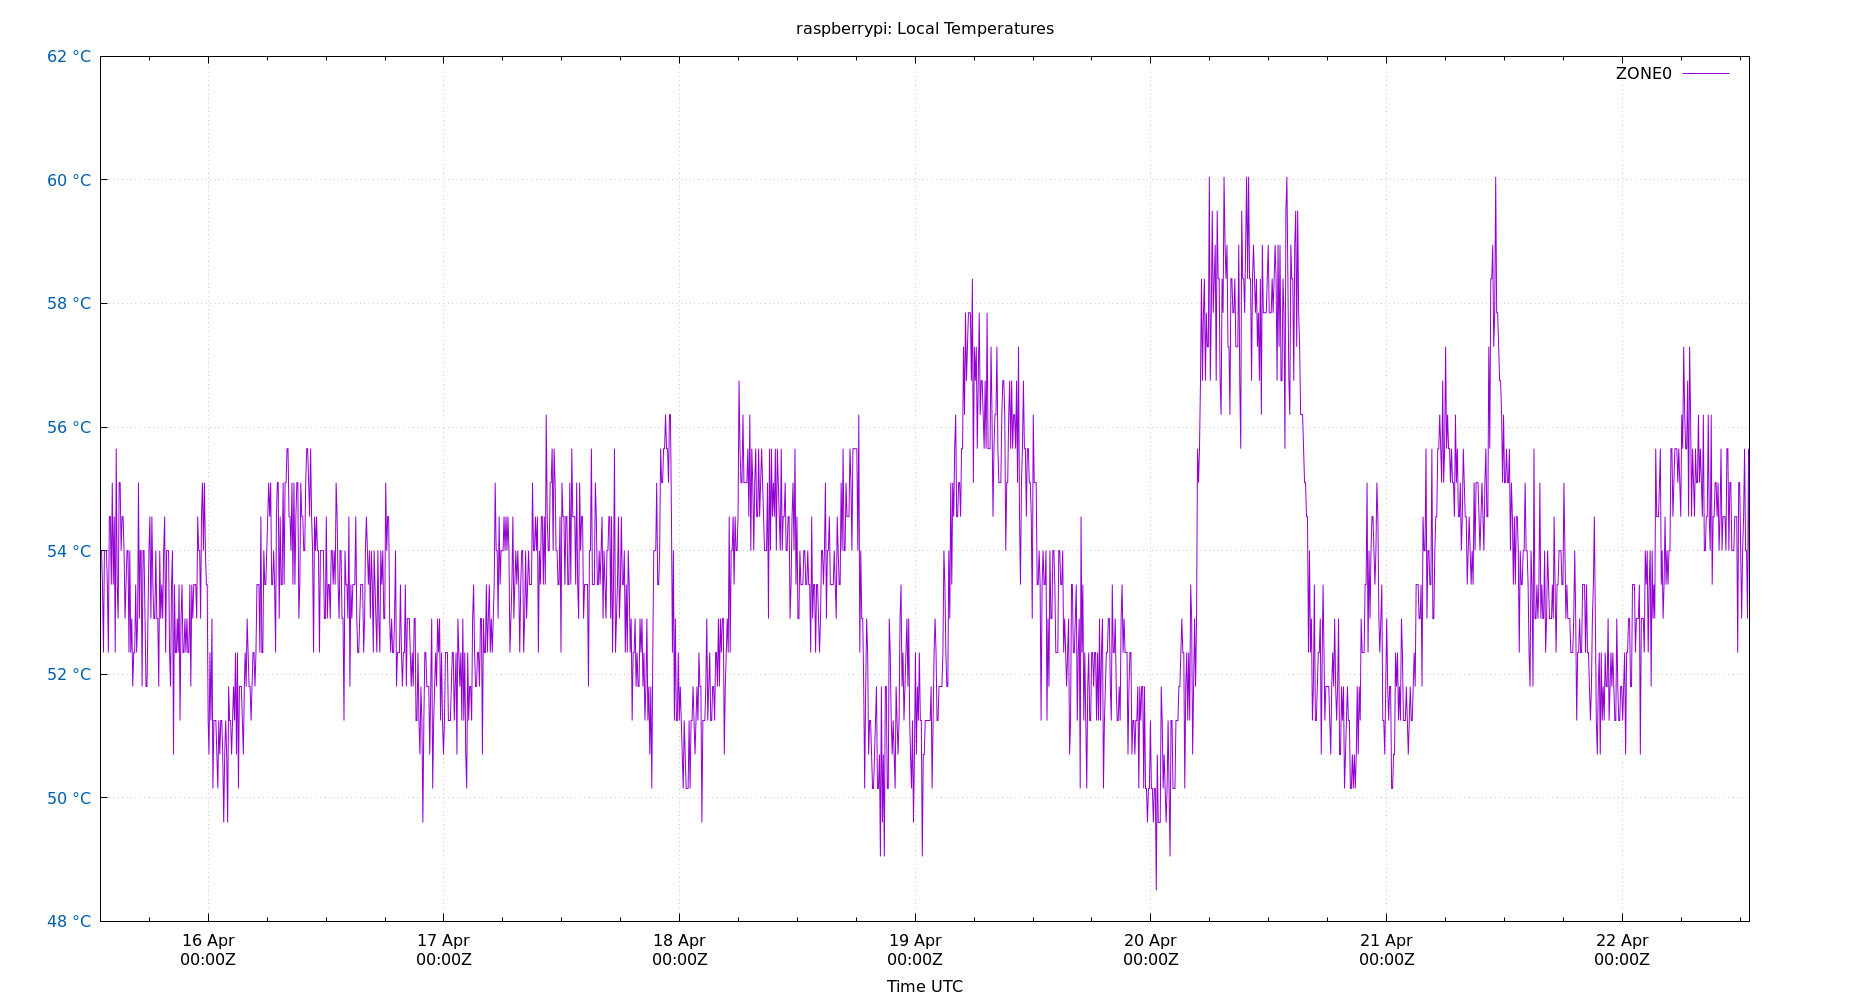 raspberrypi: Local Temperatures
62 °C
ZONE0
60 °C
58 °C
56 °C
54 °C
52 °C
50 °C
48 °C
16 Apr 17 Apr 18 Apr 19 Apr 20 Apr 21 Apr 22 Apr
00:00Z 00:00Z 00:00Z 00:00Z 00:00Z 00:00Z 00:00Z
Time UTC